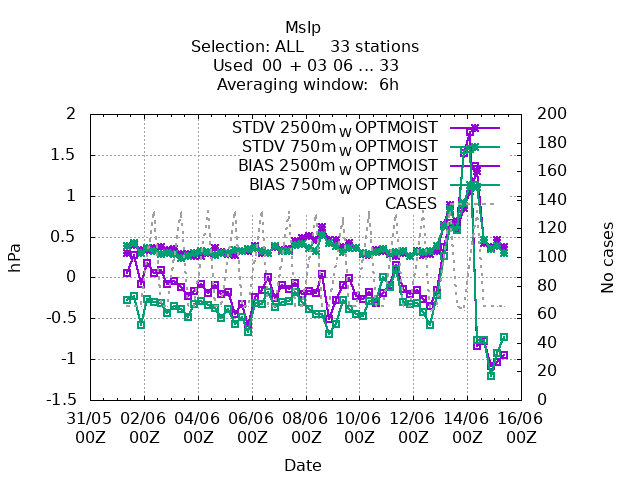 Mslp
Selection: ALL 33 stations
Used 00 + 03 06 ... 33
Averaging window: 6h
2
1.5
1
0.5
0
-0.5
-1
-1.5
200
180
160
140
120
100
80
60
40
20
0
hPa
No cases
STDV 2500m W OPTMOIST
STDV 750m W OPTMOIST
BIAS 2500m W OPTMOIST
BIAS 750m W OPTMOIST
CASES
31/05 02/06 04/06 06/06 08/06 10/06 12/06 14/06 16/06
00Z 00Z 00Z 00Z 00Z 00Z 00Z 00Z 00Z
Date